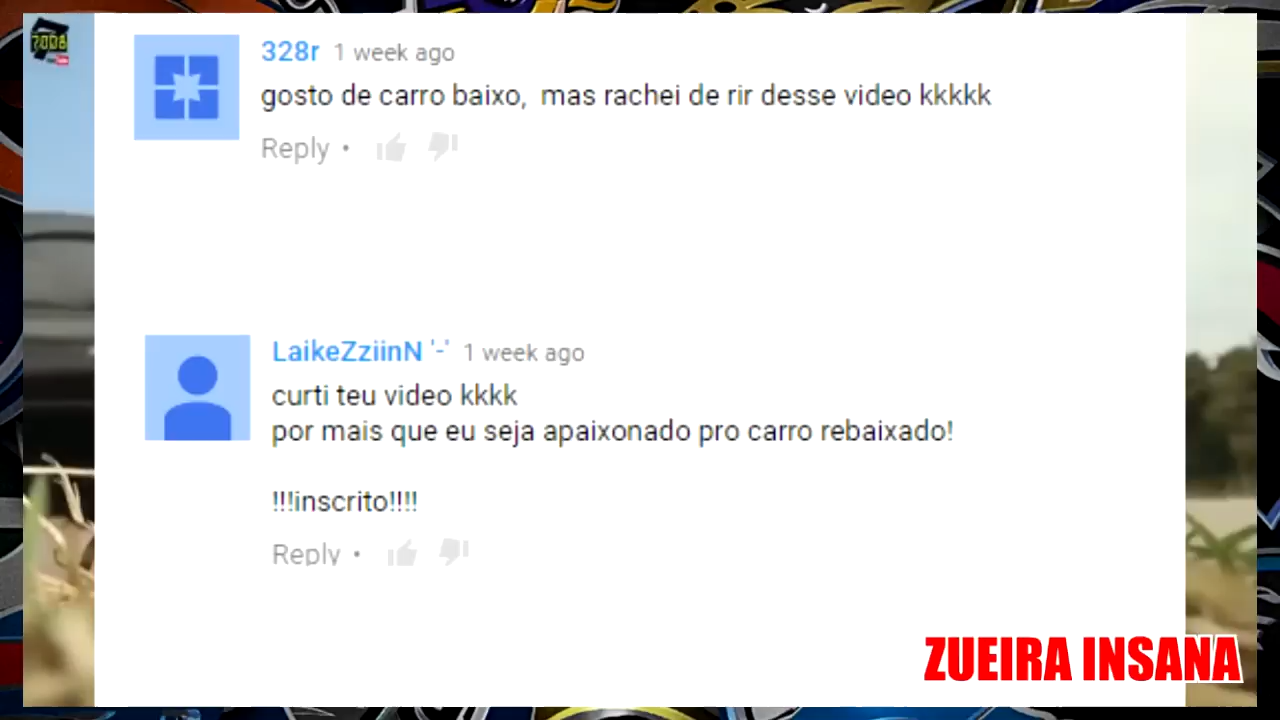 7008
328r 1 week ago
gosto de carro baixo, mas rachei de rir desse video kkkkk
Reply •
LaikeZziinN '-' 1 week ago
curti teu video kkkk
por mais que eu seja apaixonado pro carro rebaixado!
!!!inscrito!!!!
Reply •
ZUEIRA INSANA